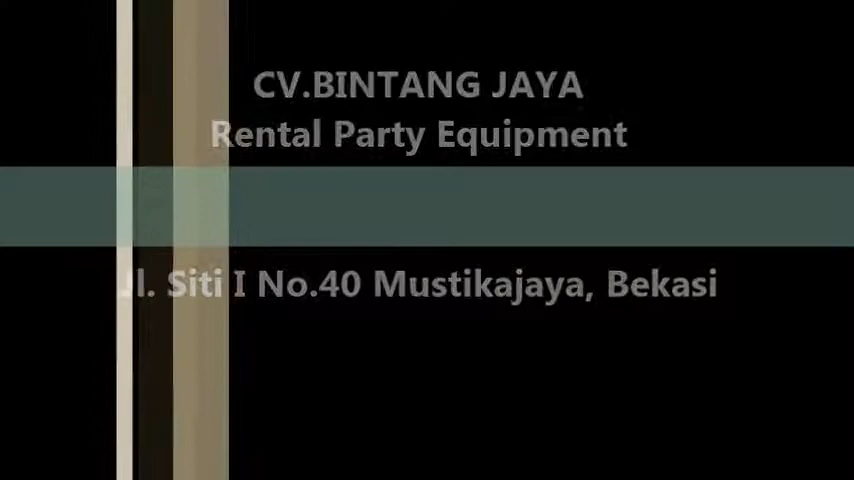 CV.BINTANG JAYA
Rental Party Equipment
Jl. Siti I No.40 Mustikajaya, Bekasi